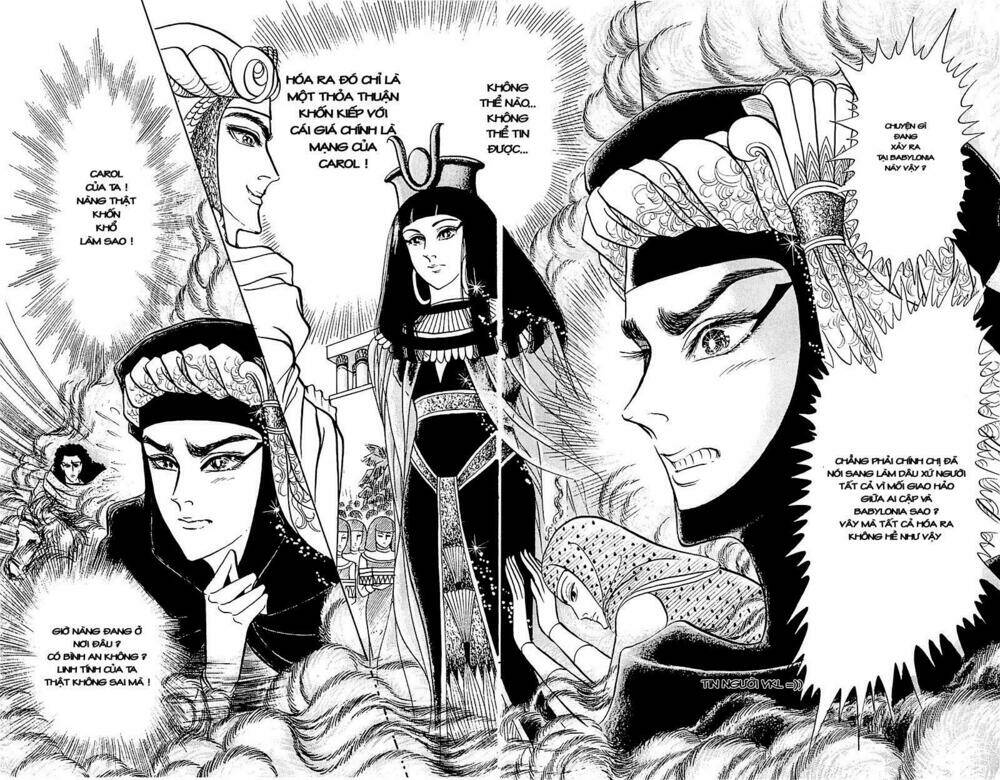 CHUYỆN GÌ
ĐANG
XẢY RA
TẠI BABYLONIA
NÀY VẬY ?
CHẲNG PHẢI CHÍNH CHỊ ĐÃ
NÓI SANG LÀM DÂU XỨ NGƯỜI
TẤT CẢ VÌ MỐI GIAO HẢO
GIỮA AI CẬP VÀ
BABYLONIA SAO ?
VẬY MÀ TẤT CẢ HÓA RA
KHÔNG HỀ NHƯ VẬY
TIN NGƯỜI VKL =))
KHÔNG
THỂ NÀO...
KHÔNG
THỂ TIN
ĐƯỢC...
HÓA RA ĐÓ CHỈ LÀ
MỘT THỎA THUẬN
KHỐN KIẾP VỚI
CÁI GIÁ CHÍNH LÀ
MẠNG CỦA
CAROL !
CAROL
CỦA TA !
NÀNG THẬT
KHỐN
KHỔ
LÀM SAO !
GIỜ NÀNG ĐANG Ở
NƠI ĐÂU ?
CÓ BÌNH AN KHÔNG ?
LINH TÍNH CỦA TA
THẬT KHÔNG SAI MÀ !